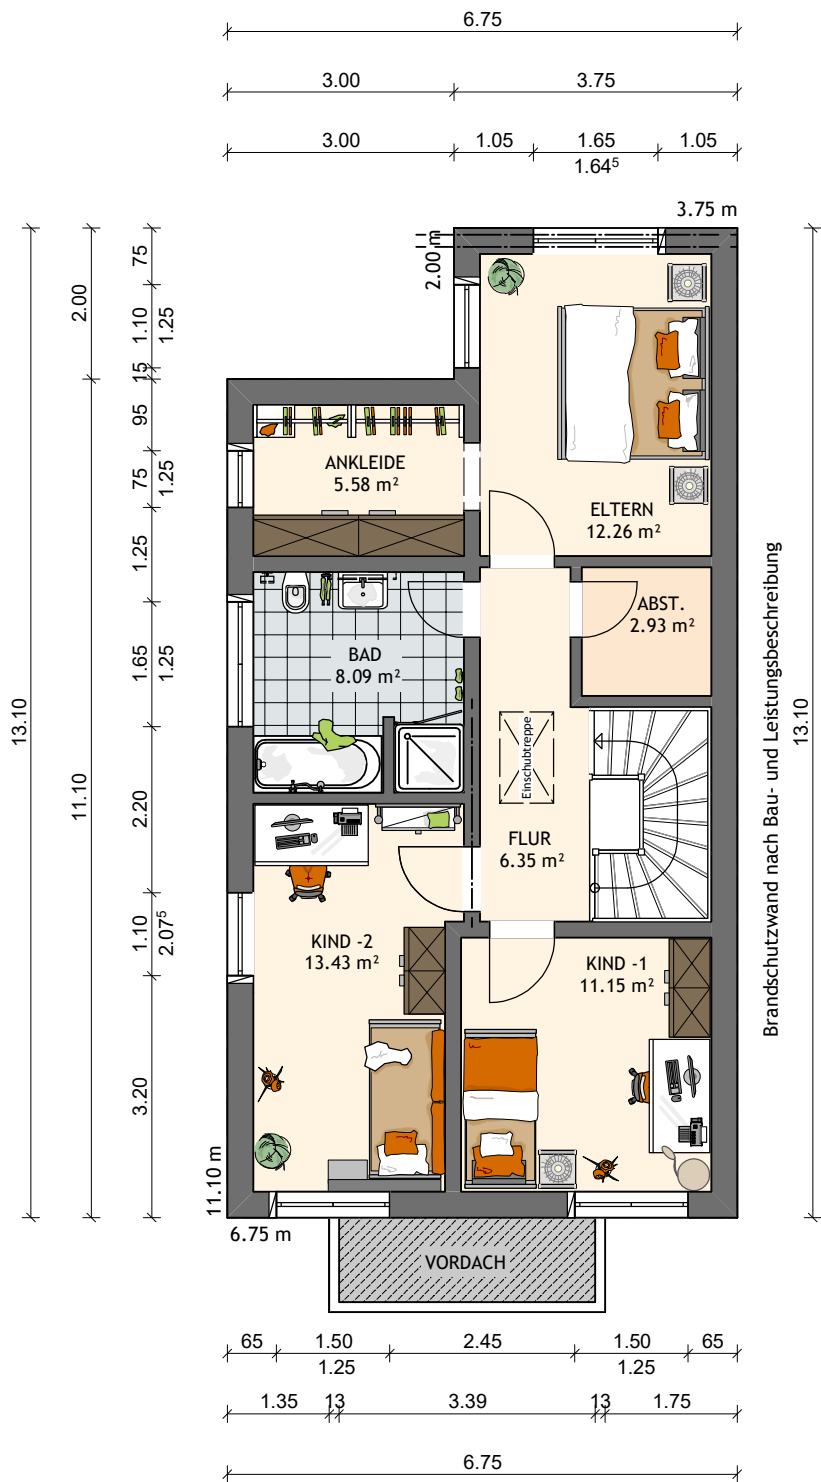 6.75
3.00
3.75
3.00
1.05
1.65
1.05
1.64⁵
3.75 m
2.00 m
75
2.00
1.10
1.25
15
95
75
1.25
1.25
1.65
1.25
13.10
11.10
2.20
1.10
2.07⁵
3.20
13.10
ANKLEIDE
5.58 m²
ELTERN
12.26 m²
ABST.
2.93 m²
BAD
8.09 m²
Einschubtreppe
FLUR
6.35 m²
KIND -2
13.43 m²
KIND -1
11.15 m²
Brandschutzwand nach Bau- und Leistungsbeschreibung
11.10 m
6.75 m
VORDACH
65
1.50
2.45
1.50
65
1.25
1.25
1.35
13
3.39
13
1.75
6.75